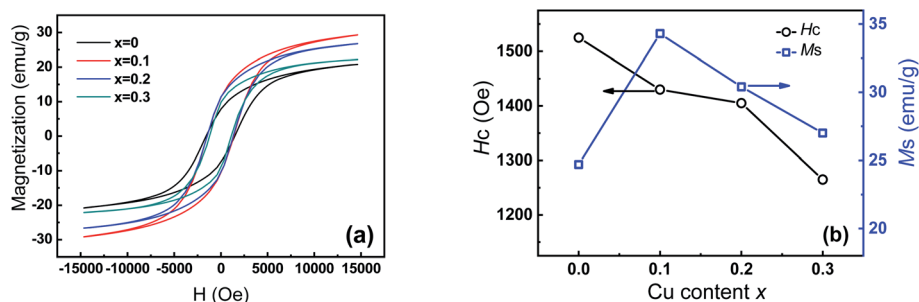 Magnetization (emu/g)
30
20
10
0
-10
-20
-30
x=0
x=0.1
x=0.2
x=0.3
(a)
-15000 -10000 -5000 0 5000 10000 15000
H (Oe)
Hc (Oe)
1500
1400
1300
1200
Hc
Ms
(b)
0.0 0.1 0.2 0.3
Cu content x
35
30
25
20
Ms (emu/g)